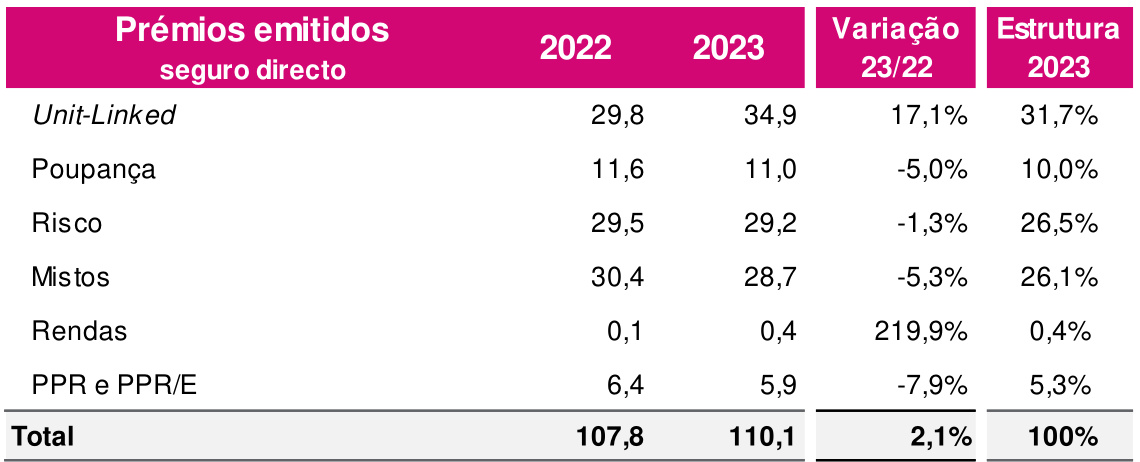 Prémios emitidos seguro directo 2022 2023 Variação 23/22 Estrutura 2023
Unit-Linked 29,8 34,9 17,1% 31,7%
Poupança 11,6 11,0 -5,0% 10,0%
Risco 29,5 29,2 -1,3% 26,5%
Mistos 30,4 28,7 -5,3% 26,1%
Rendas 0,1 0,4 219,9% 0,4%
PPR e PPR/E 6,4 5,9 -7,9% 5,3%
Total 107,8 110,1 2,1% 100%